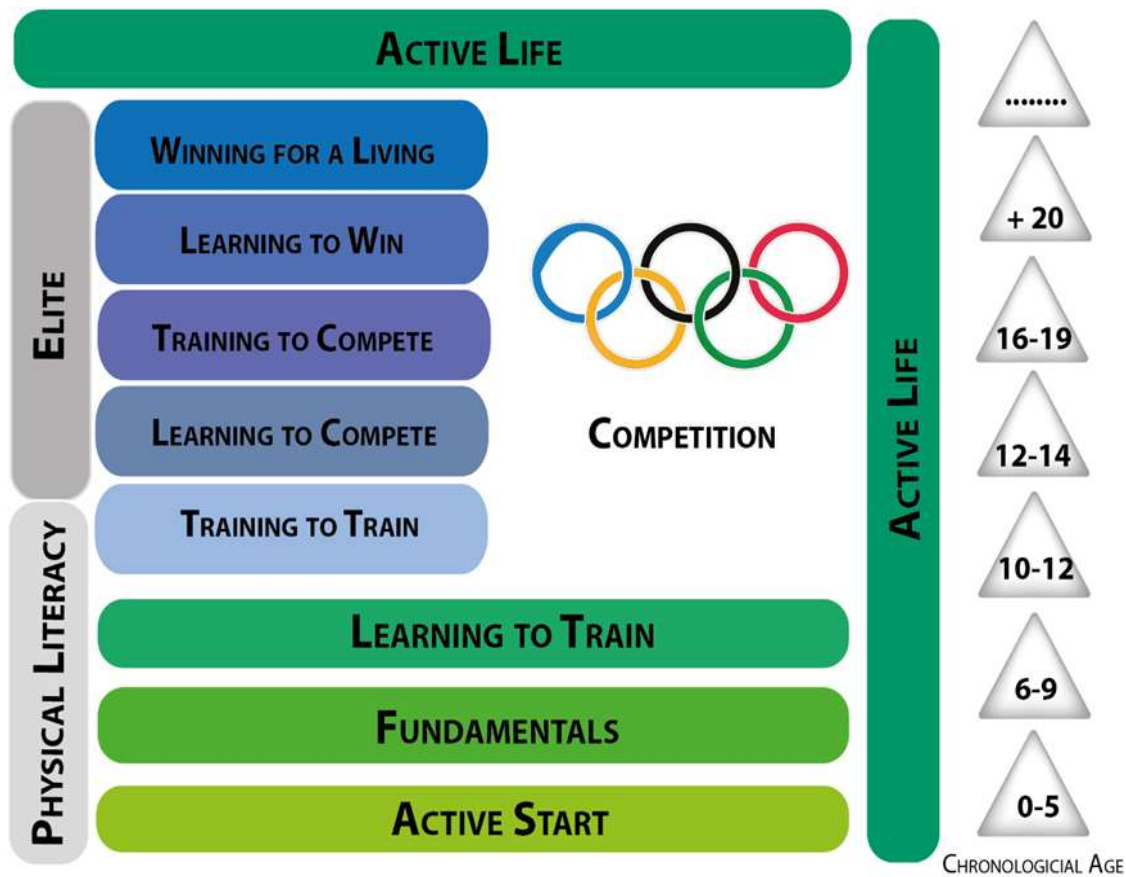 ACTIVE LIFE
ELITE
WINNING FOR A LIVING
LEARNING TO WIN
TRAINING TO COMPETE
LEARNING TO COMPETE
TRAINING TO TRAIN
COMPETITION
PHYSICAL LITERACY
LEARNING TO TRAIN
FUNDAMENTALS
ACTIVE START
ACTIVE LIFE
........
+ 20
16-19
12-14
10-12
6-9
0-5
CHRONOLOGICIAL AGE